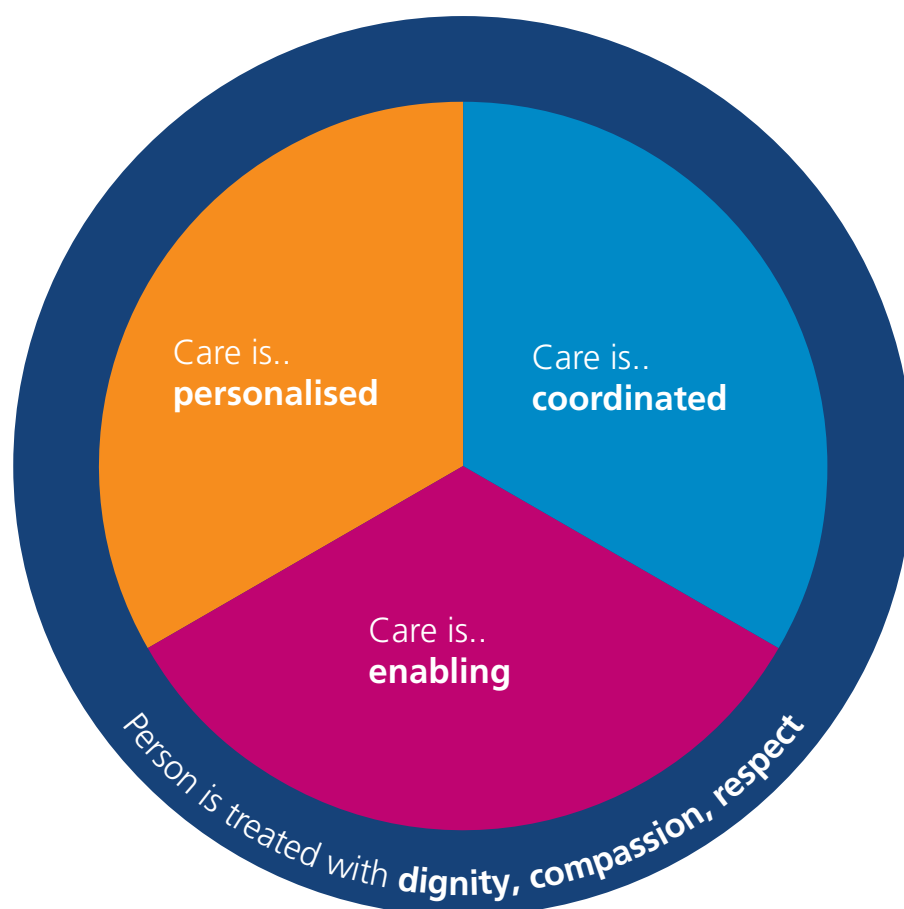 Care is..
personalised
Care is..
coordinated
Care is..
enabling
Person is treated with dignity, compassion, respect